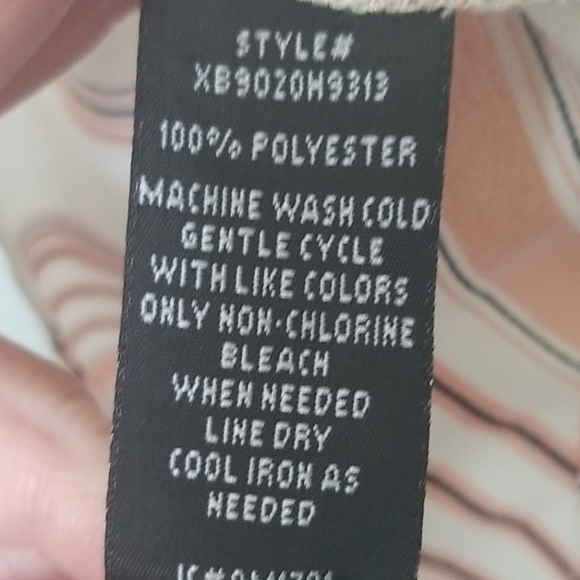 STYLE#
XB9020H9313
100% POLYESTER
MACHINE WASH COLD
GENTLE CYCLE
WITH LIKE COLORS
ONLY NON-CHLORINE
BLEACH
WHEN NEEDED
LINE DRY
COOL IRON AS
NEEDED